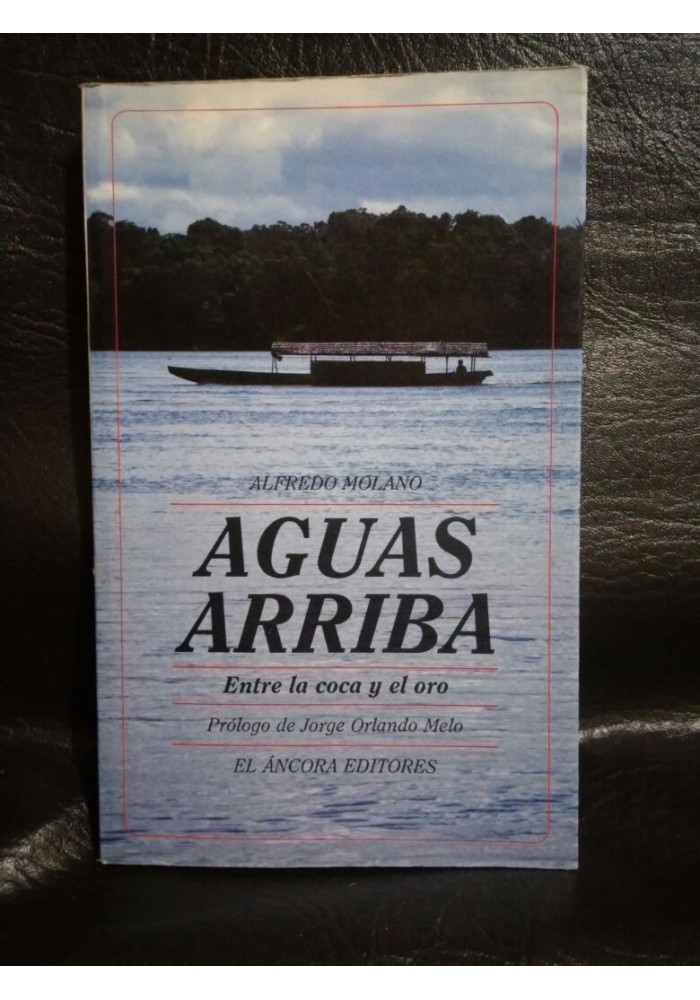 ALFREDO MOLANO
AGUAS
ARRIBA
Entre la coca y el oro
Prólogo de Jorge Orlando Melo
EL ÁNCORA EDITORES